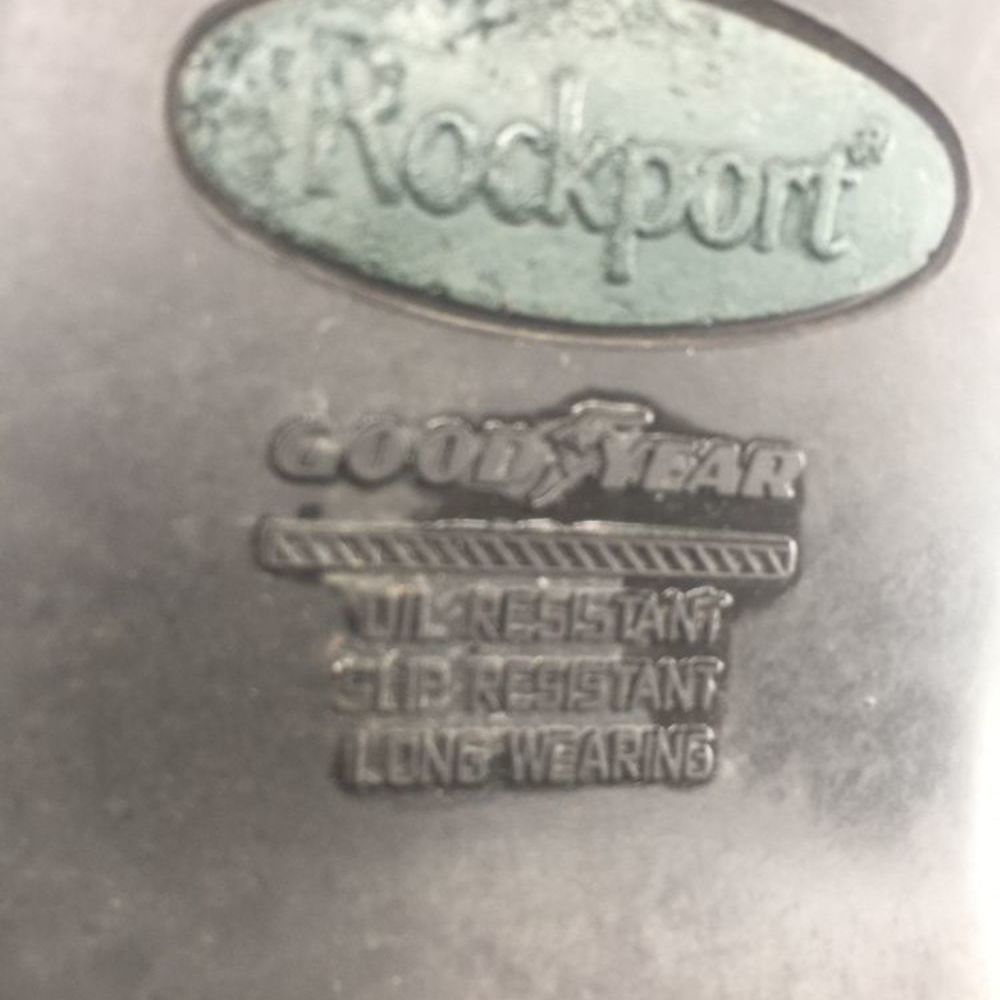 Rockport®
GOODYEAR
OIL RESISTANT
SLIP RESISTANT
LONG WEARING